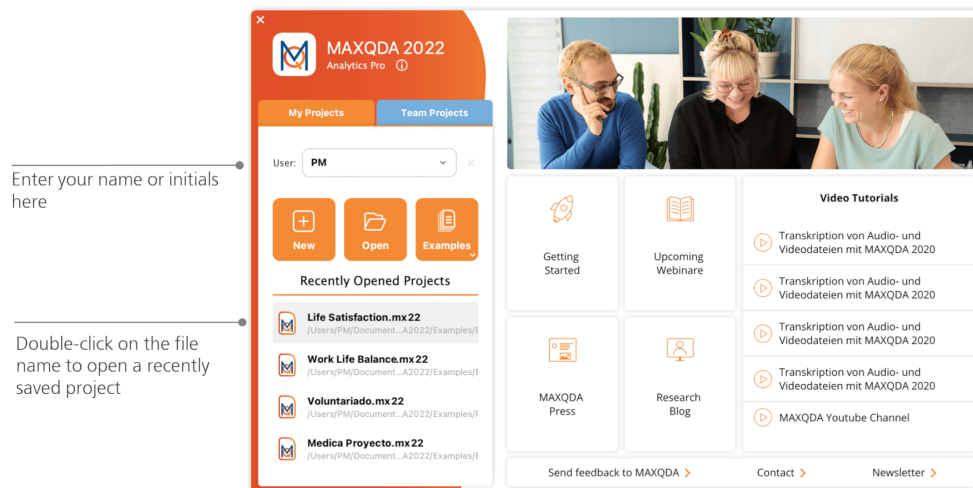 MAXQDA 2022
Analytics Pro
My Projects
Team Projects
User: PM
Enter your name or initials
here
New
Open
Examples
Recently Opened Projects
Life Satisfaction.mx22
/Users/PM/Document...A2022/Examples/E
Double-click on the file
name to open a recently
saved project
Work Life Balance.mx22
/Users/PM/Document...A2022/Examples/E
Voluntariado.mx22
/Users/PM/Document...A2022/Examples/F
Medica Proyecto.mx22
/Users/PM/Document...A2022/Examples/E
Getting
Started
Upcoming
Webinare
MAXQDA
Press
Research
Blog
Video Tutorials
Transkription von Audio- und
Videodateien mit MAXQDA 2020
Transkription von Audio- und
Videodateien mit MAXQDA 2020
Transkription von Audio- und
Videodateien mit MAXQDA 2020
Transkription von Audio- und
Videodateien mit MAXQDA 2020
MAXQDA Youtube Channel
Send feedback to MAXQDA
Contact
Newsletter